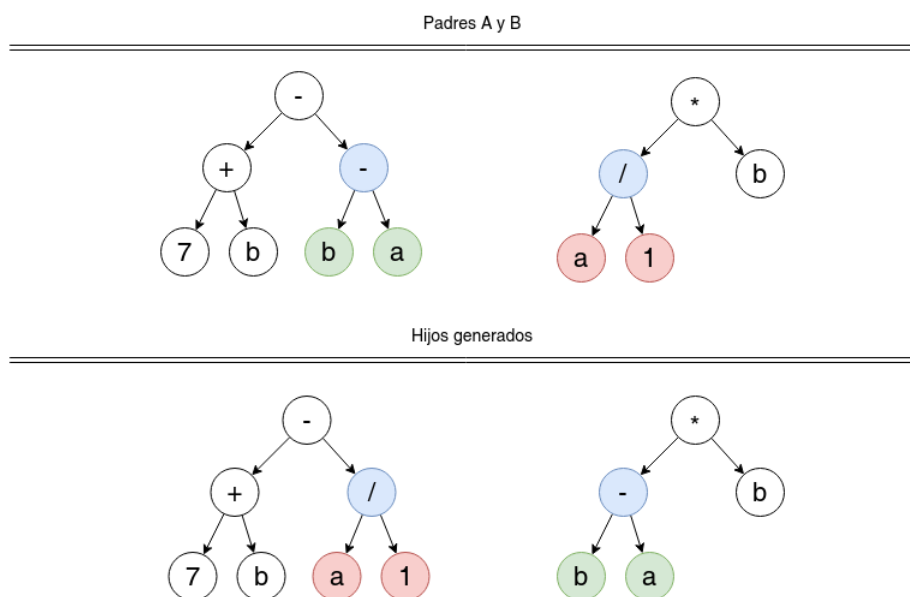 Padres A y B
- *
+ - / b
7 b b a a 1
Hijos generados
- *
+ / - b
7 b a 1 b a